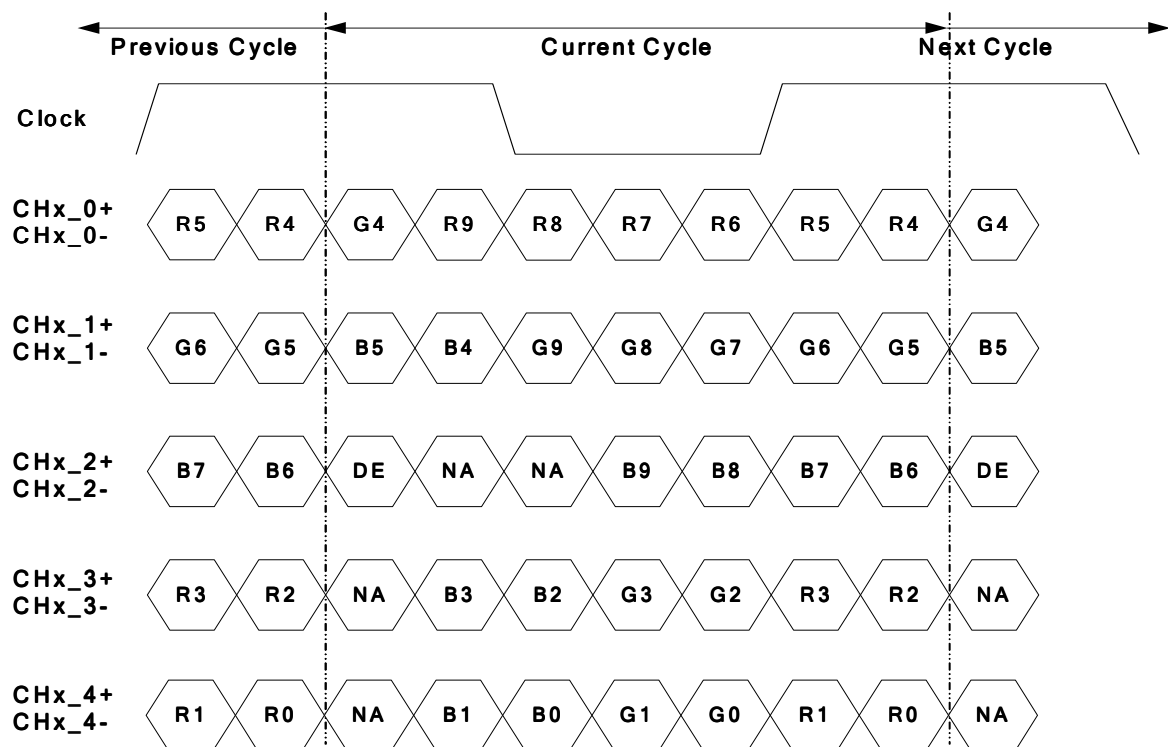 Previous Cycle Current Cycle Next Cycle
Clock
CHx_0+
CHx_0-
R5 R4 G4 R9 R8 R7 R6 R5 R4 G4
CHx_1+
CHx_1-
G6 G5 B5 B4 G9 G8 G7 G6 G5 B5
CHx_2+
CHx_2-
B7 B6 DE NA NA B9 B8 B7 B6 DE
CHx_3+
CHx_3-
R3 R2 NA B3 B2 G3 G2 R3 R2 NA
CHx_4+
CHx_4-
R1 R0 NA B1 B0 G1 G0 R1 R0 NA